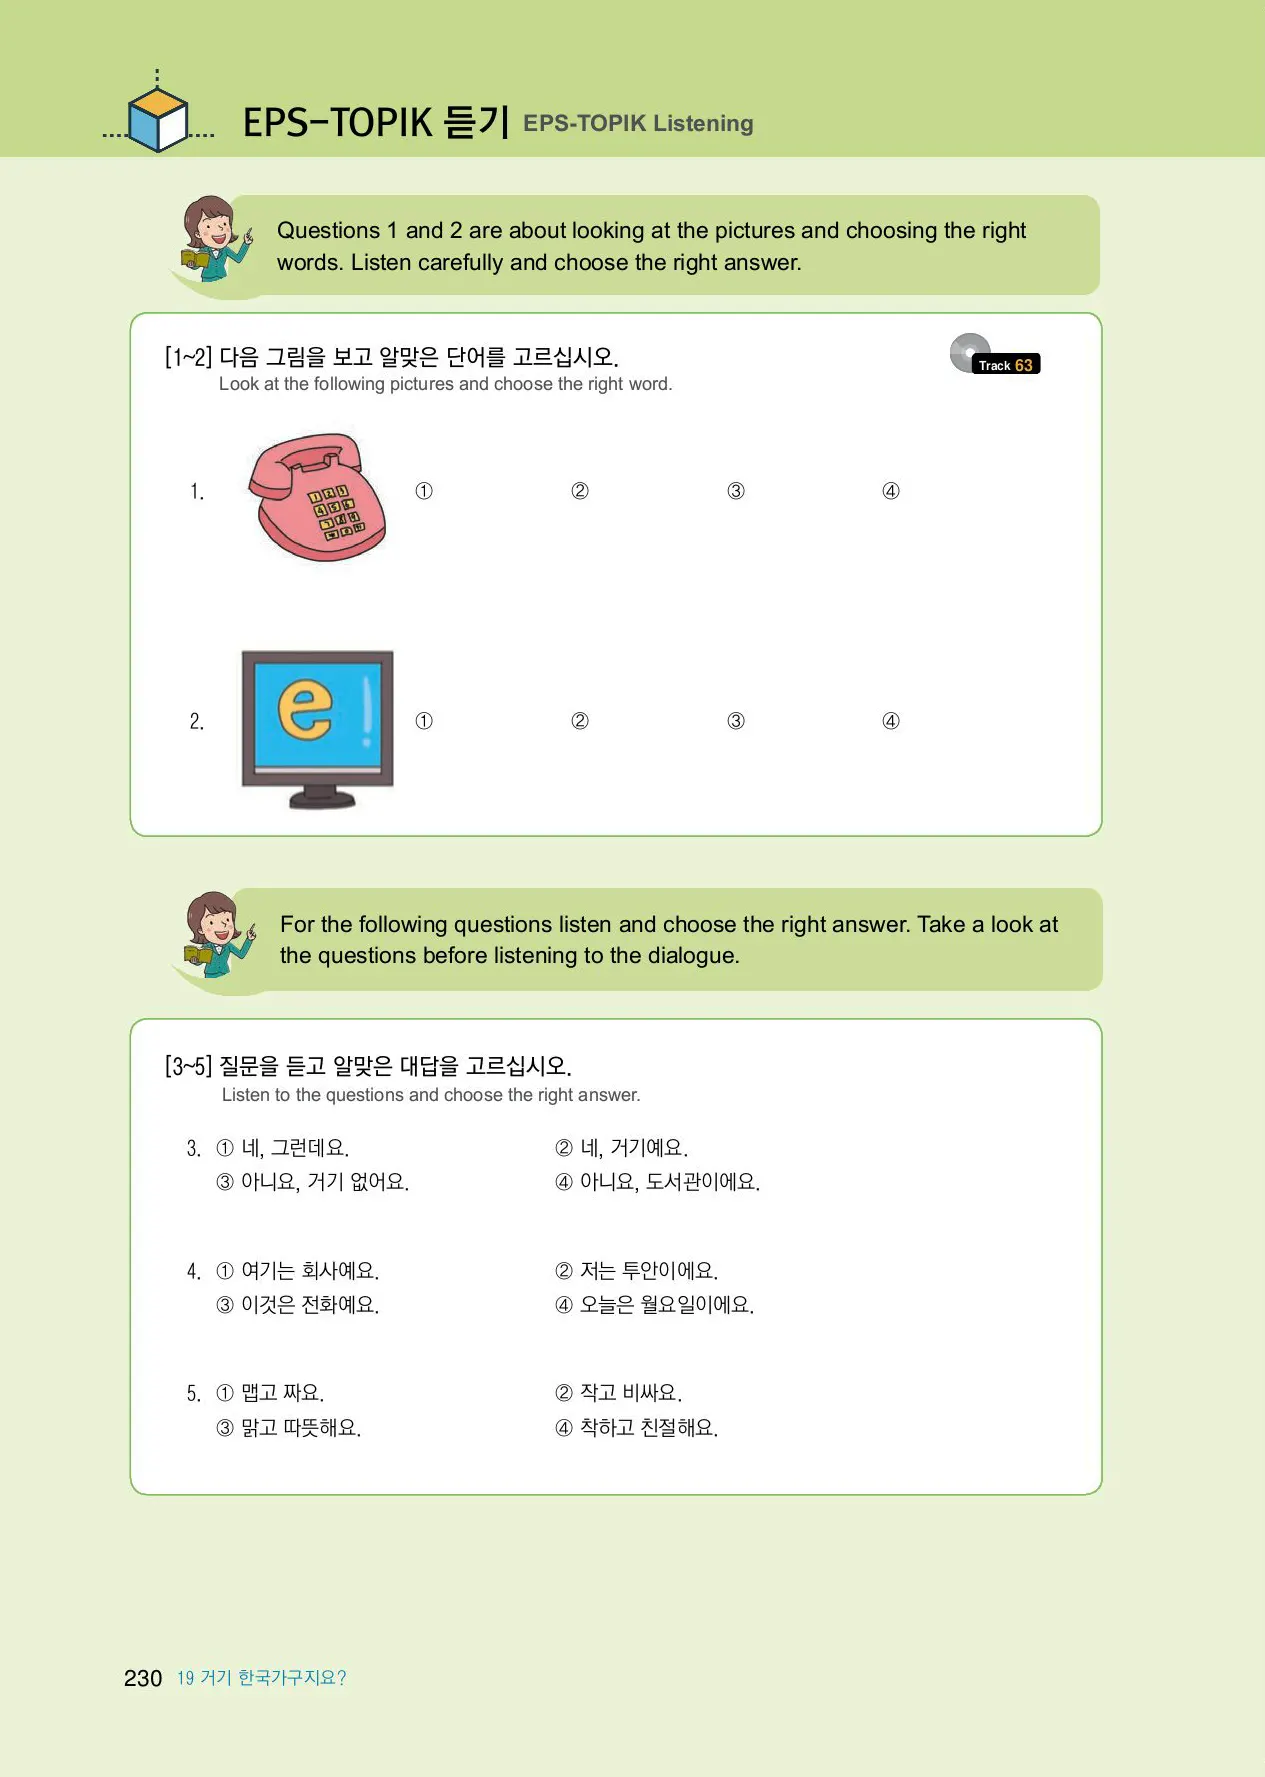 EPS-TOPIK 듣기 EPS-TOPIK Listening
Questions 1 and 2 are about looking at the pictures and choosing the right
words. Listen carefully and choose the right answer.
[1~2] 다음 그림을 보고 알맞은 단어를 고르십시오.
Track 63
Look at the following pictures and choose the right word.
1. ① ② ③ ④
2. ① ② ③ ④
For the following questions listen and choose the right answer. Take a look at
the questions before listening to the dialogue.
[3~5] 질문을 듣고 알맞은 대답을 고르십시오.
Listen to the questions and choose the right answer.
3. ① 네, 그런데요. ② 네, 거기예요.
③ 아니요, 거기 없어요. ④ 아니요, 도서관이에요.
4. ① 여기는 회사예요. ② 저는 투안이에요.
③ 이것은 전화예요. ④ 오늘은 월요일이에요.
5. ① 맵고 짜요. ② 작고 비싸요.
③ 맑고 따뜻해요. ④ 착하고 친절해요.
230 19 거기 한국가구지요?